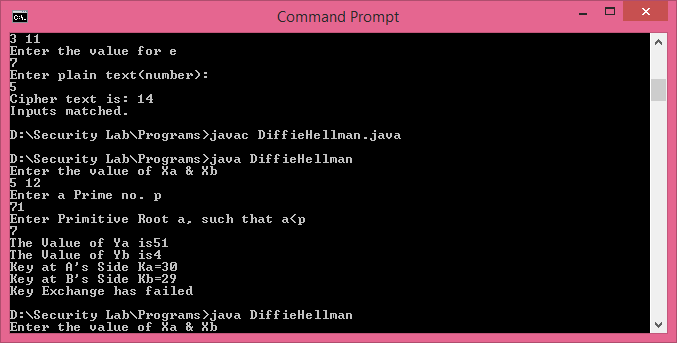 Command Prompt
3 11
Enter the value for e
7
Enter plain text(number):
5
Cipher text is: 14
Inputs matched.
D:\Security Lab\Programs>javac DiffieHellman.java
D:\Security Lab\Programs>java DiffieHellman
Enter the value of Xa & Xb
5 12
Enter a Prime no. p
71
Enter Primitive Root a, such that a<p
7
The Value of Ya is51
The Value of Yb is4
Key at A's Side Ka=30
Key at B's Side Kb=29
Key Exchange has failed
D:\Security Lab\Programs>java DiffieHellman
Enter the value of Xa & Xb